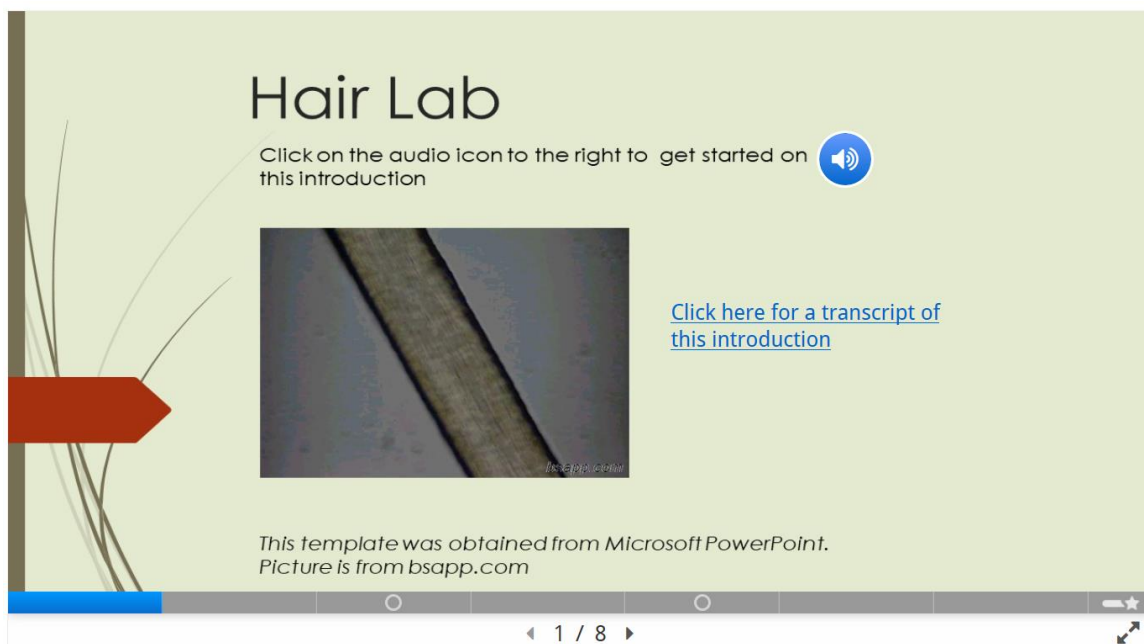 Hair Lab
Click on the audio icon to the right to get started on
this introduction
Click here for a transcript of
this introduction
bsapp.com
This template was obtained from Microsoft PowerPoint.
Picture is from bsapp.com
1 / 8